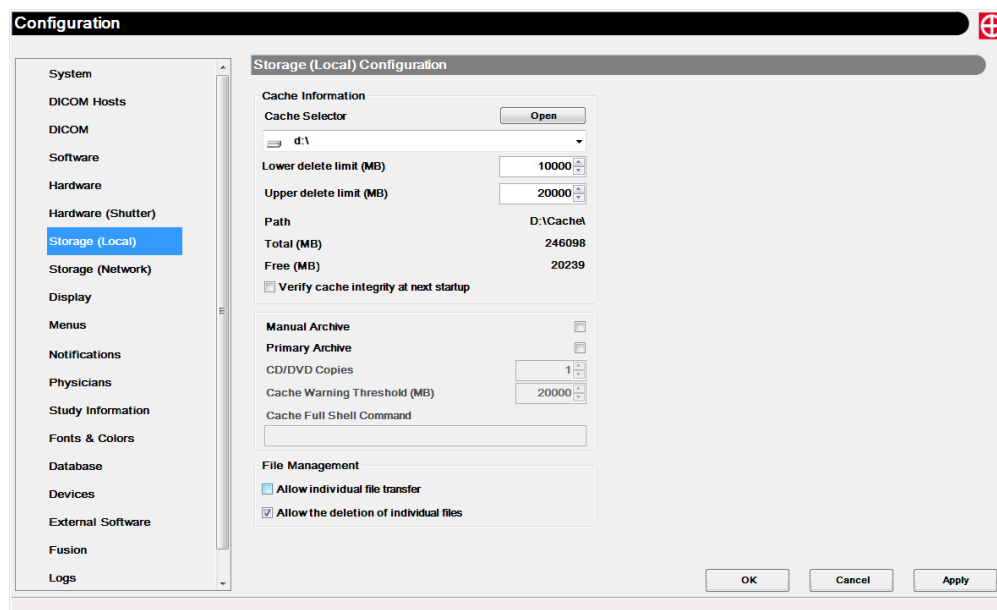 Configuration
System
DICOM Hosts
DICOM
Software
Hardware
Hardware (Shutter)
Storage (Local)
Storage (Network)
Display
Menus
Notifications
Physicians
Study Information
Fonts & Colors
Database
Devices
External Software
Fusion
Logs
Storage (Local) Configuration
Cache Information
Cache Selector Open
d:\
Lower delete limit (MB) 10000
Upper delete limit (MB) 20000
Path D:\Cache\
Total (MB) 246098
Free (MB) 20239
Verify cache integrity at next startup
Manual Archive
Primary Archive
CD/DVD Copies 1
Cache Warning Threshold (MB) 20000
Cache Full Shell Command
File Management
Allow individual file transfer
Allow the deletion of individual files
OK Cancel Apply